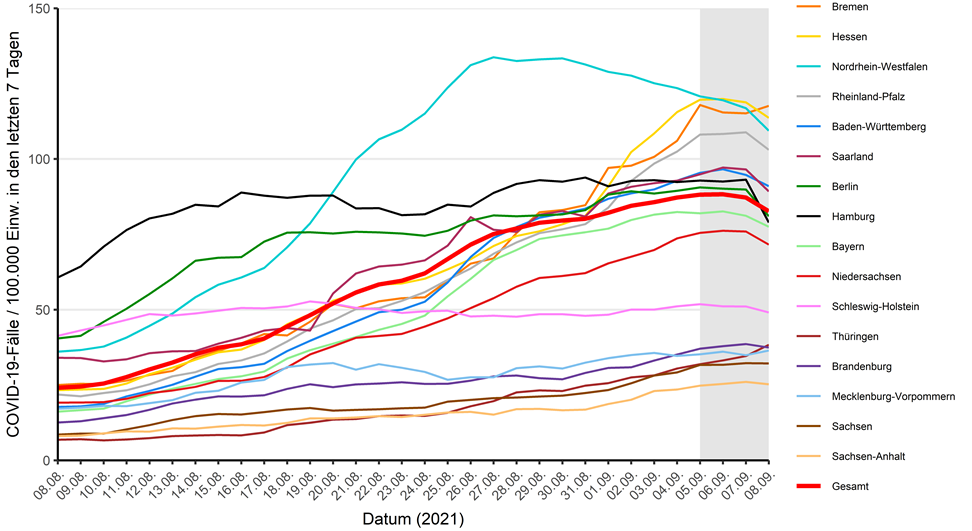 COVID-19-Fälle / 100.000 Einw. in den letzten 7 Tagen
150
100
50
0
08.08.
09.08.
10.08.
11.08.
12.08.
13.08.
14.08.
15.08.
16.08.
17.08.
18.08.
19.08.
20.08.
21.08.
22.08.
23.08.
24.08.
25.08.
26.08.
27.08.
28.08.
29.08.
30.08.
31.08.
01.09.
02.09.
03.09.
04.09.
05.09.
06.09.
07.09.
08.09.
Datum (2021)
Bremen
Hessen
Nordrhein-Westfalen
Rheinland-Pfalz
Baden-Württemberg
Saarland
Berlin
Hamburg
Bayern
Niedersachsen
Schleswig-Holstein
Thüringen
Brandenburg
Mecklenburg-Vorpommern
Sachsen
Sachsen-Anhalt
Gesamt